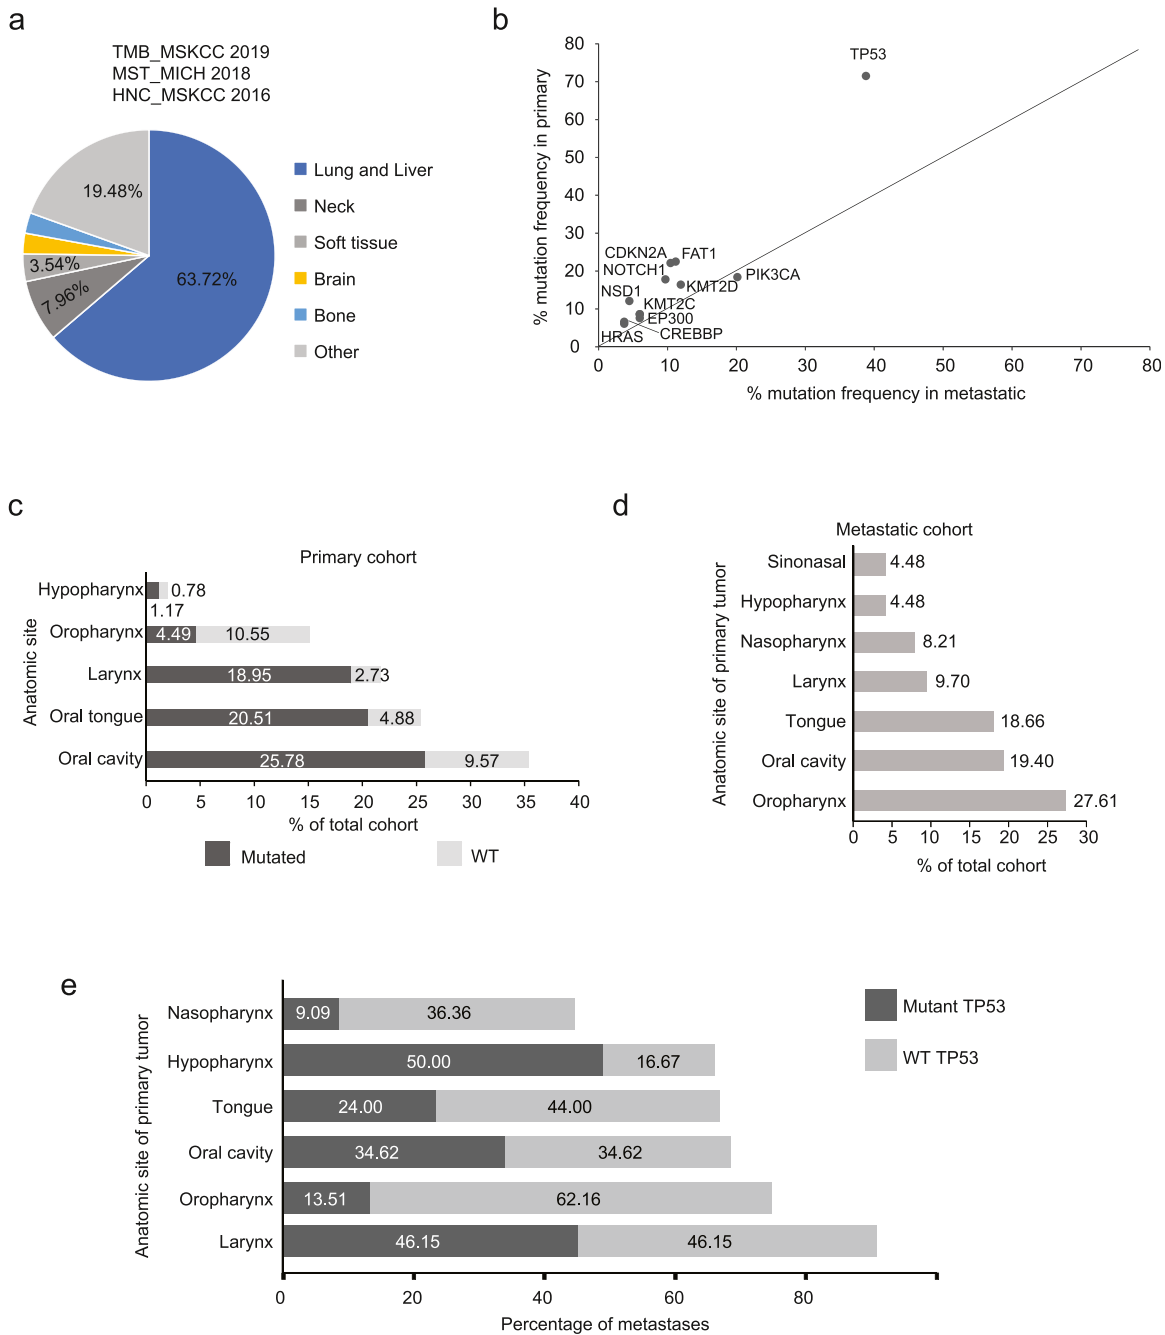 a
TMB_MSKCC 2019
MST_MICH 2018
HNC_MSKCC 2016
19.48%
3.54%
7.96%
63.72%
Lung and Liver
Neck
Soft tissue
Brain
Bone
Other
b
% mutation frequency in primary
80
70
60
50
40
30
20
10
0
TP53
CDKN2A
FAT1
NOTCH1
PIK3CA
KMT2D
NSD1
KMT2C
EP300
HRAS
CREBBP
0 10 20 30 40 50 60 70 80
% mutation frequency in metastatic
c
Primary cohort
Anatomic site
Hypopharynx 0.78
1.17
Oropharynx 4.49 10.55
Larynx 18.95 2.73
Oral tongue 20.51 4.88
Oral cavity 25.78 9.57
0 5 10 15 20 25 30 35 40
% of total cohort
Mutated WT
d
Metastatic cohort
Anatomic site of primary tumor
Sinonasal 4.48
Hypopharynx 4.48
Nasopharynx 8.21
Larynx 9.70
Tongue 18.66
Oral cavity 19.40
Oropharynx 27.61
0 5 10 15 20 25 30
% of total cohort
e
Anatomic site of primary tumor
Nasopharynx 9.09 36.36
Hypopharynx 50.00 16.67
Tongue 24.00 44.00
Oral cavity 34.62 34.62
Oropharynx 13.51 62.16
Larynx 46.15 46.15
0 20 40 60 80
Percentage of metastases
Mutant TP53
WT TP53